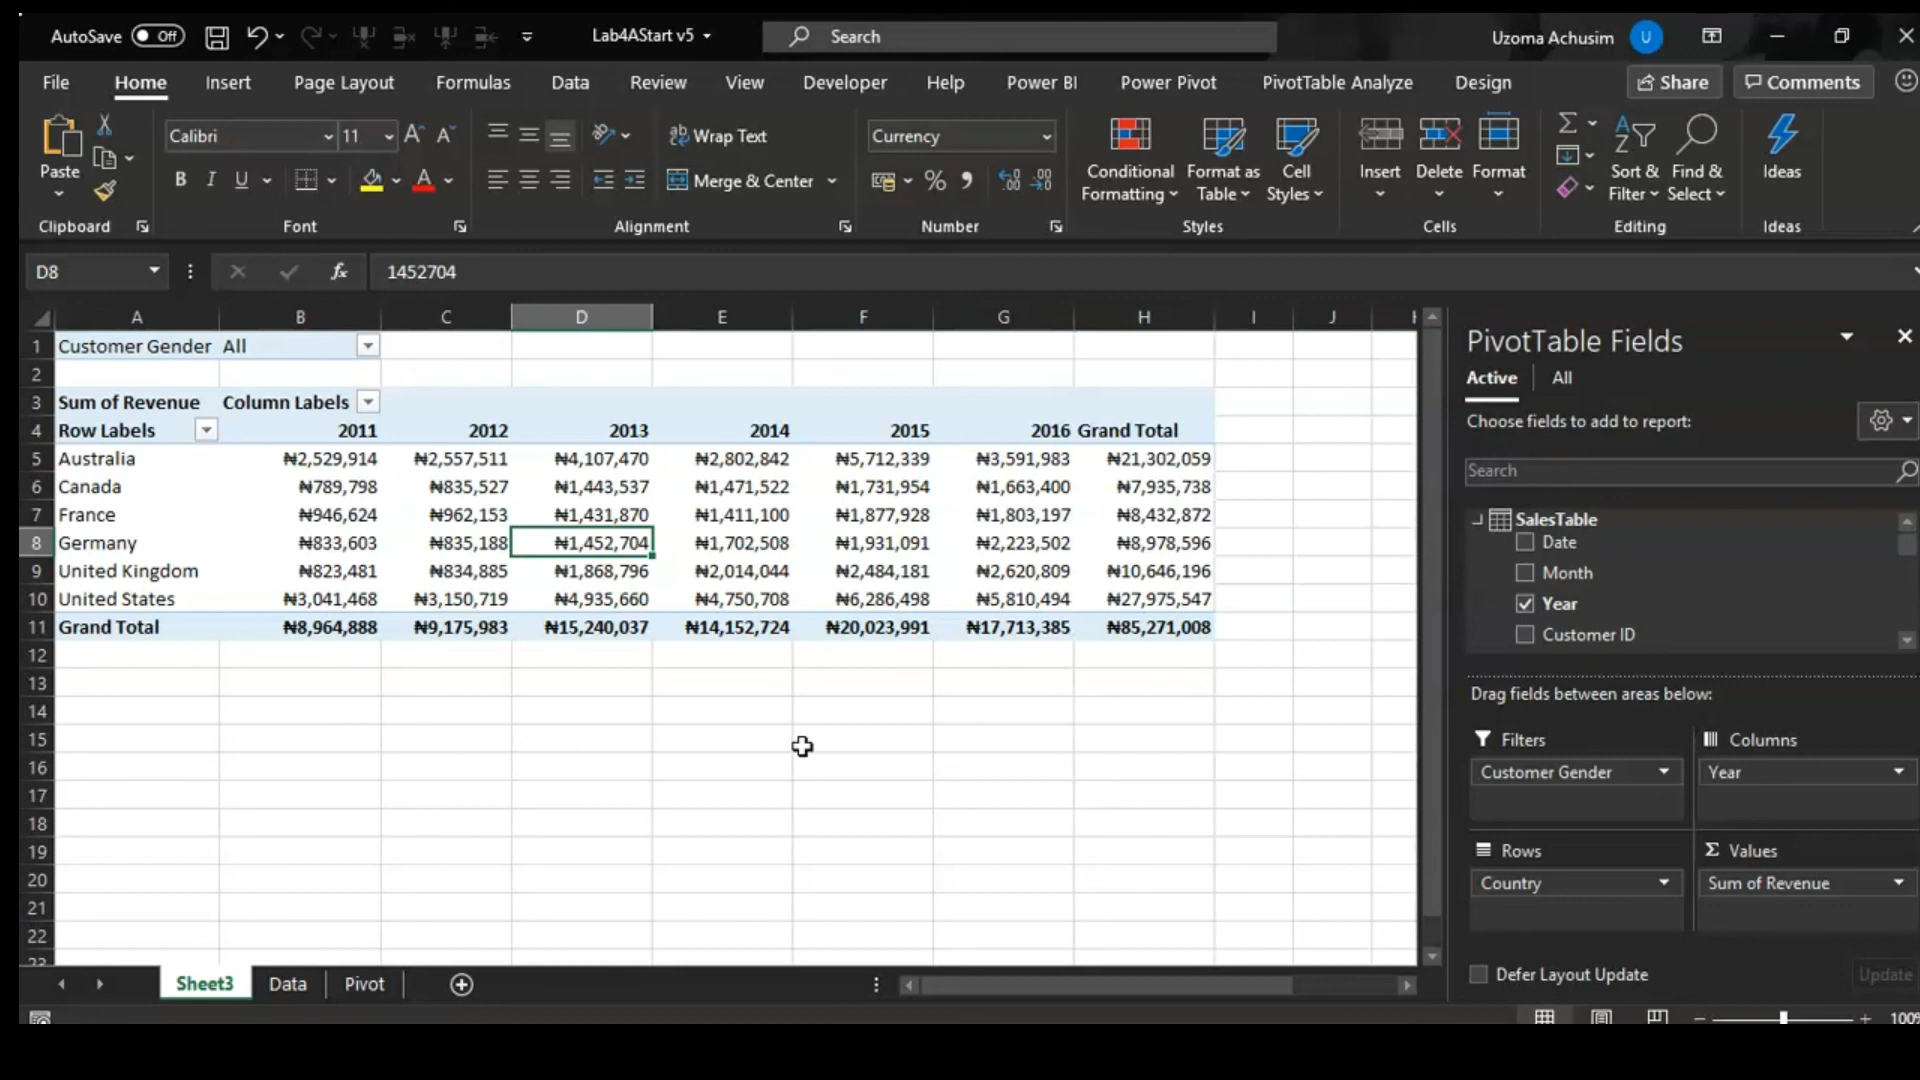 AutoSave Off Lab4AStart v5 Search Uzoma Achusim U
File Home Insert Page Layout Formulas Data Review View Developer Help Power BI Power Pivot PivotTable Analyze Design Share Comments
Paste Calibri 11 Wrap Text Currency Conditional Formatting Format as Table Cell Styles Insert Delete Format Sort & Filter Find & Select Ideas
B I U Merge & Center % 9
Clipboard Font Alignment Number Styles Cells Editing Ideas
D8 fx 1452704
A B C D E F G H I J
1 Customer Gender All
2
3 Sum of Revenue Column Labels
4 Row Labels 2011 2012 2013 2014 2015 2016 Grand Total
5 Australia ₦2,529,914 ₦2,557,511 ₦4,107,470 ₦2,802,842 ₦5,712,339 ₦3,591,983 ₦21,302,059
6 Canada ₦789,798 ₦835,527 ₦1,443,537 ₦1,471,522 ₦1,731,954 ₦1,663,400 ₦7,935,738
7 France ₦946,624 ₦962,153 ₦1,431,870 ₦1,411,100 ₦1,877,928 ₦1,803,197 ₦8,432,872
8 Germany ₦833,603 ₦835,188 ₦1,452,704 ₦1,702,508 ₦1,931,091 ₦2,223,502 ₦8,978,596
9 United Kingdom ₦823,481 ₦834,885 ₦1,868,796 ₦2,014,044 ₦2,484,181 ₦2,620,809 ₦10,646,196
10 United States ₦3,041,468 ₦3,150,719 ₦4,935,660 ₦4,750,708 ₦6,286,498 ₦5,810,494 ₦27,975,547
11 Grand Total ₦8,964,888 ₦9,175,983 ₦15,240,037 ₦14,152,724 ₦20,023,991 ₦17,713,385 ₦85,271,008
12
13
14
15
16
17
18
19
20
21
22
23
Sheet3 Data Pivot
PivotTable Fields
Active All
Choose fields to add to report:
Search
SalesTable
Date
Month
Year
Customer ID
Drag fields between areas below:
Filters Columns
Customer Gender Year
Rows Σ Values
Country Sum of Revenue
Defer Layout Update Update
100%